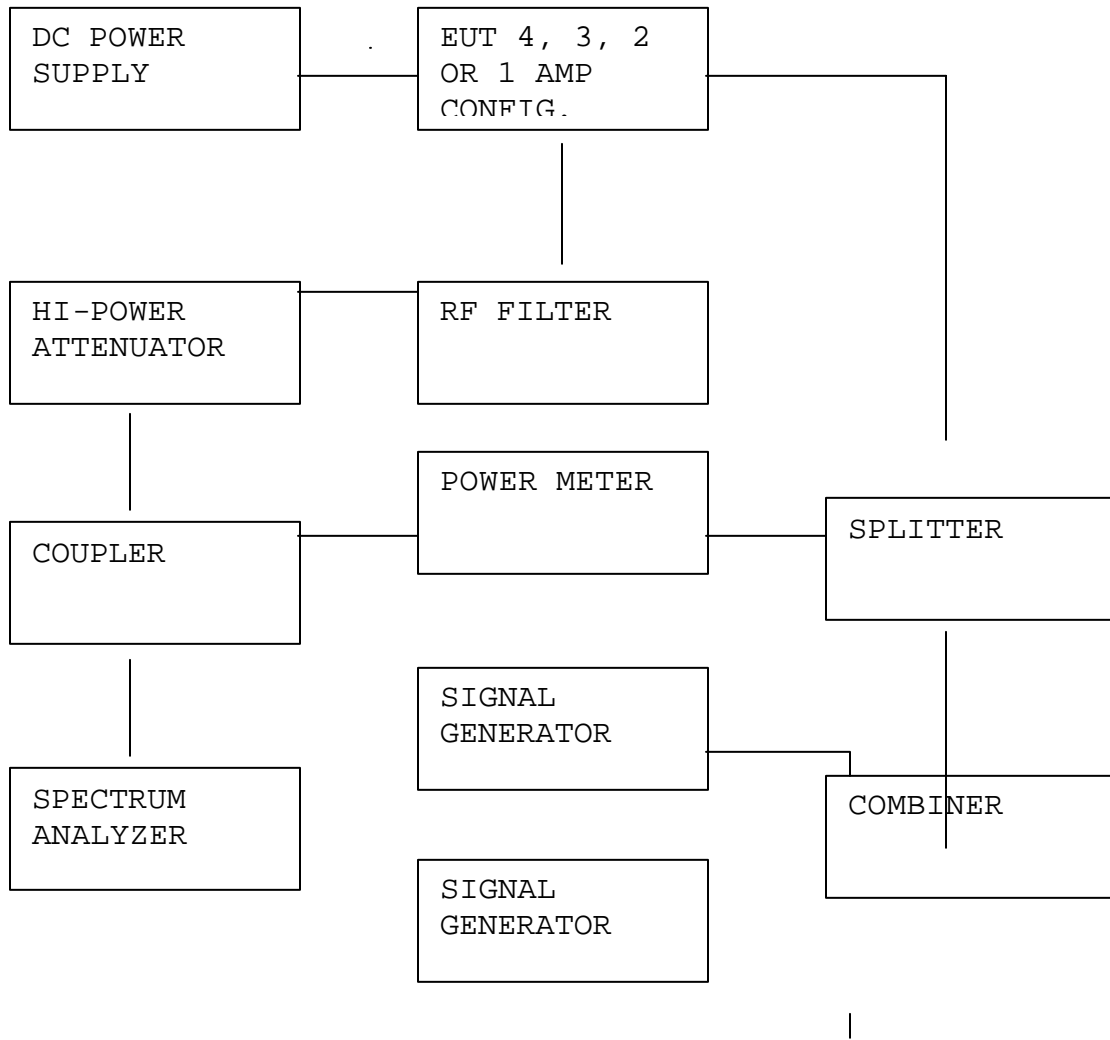 DC POWER
SUPPLY
EUT 4, 3, 2
OR 1 AMP
CONFIG.
HI-POWER
ATTENUATOR
RF FILTER
POWER METER
COUPLER
SPLITTER
SIGNAL
GENERATOR
SPECTRUM
ANALYZER
COMBINER
SIGNAL
GENERATOR